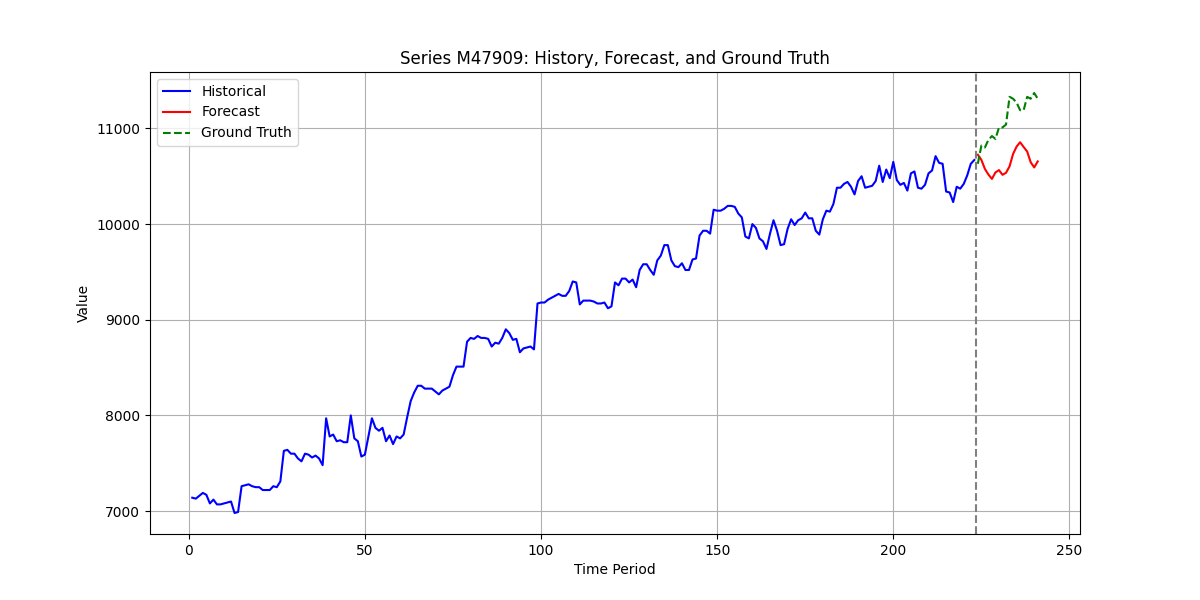 Series M47909: History, Forecast, and Ground Truth
Historical
Forecast
Ground Truth
11000
10000
9000
8000
7000
Value
0 50 100 150 200 250
Time Period